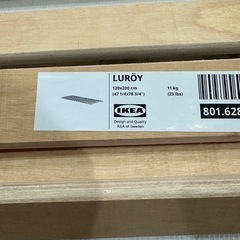 LURÖY
120x200 cm
(47 1/4x78 3/4")
11 kg
(25 lbs)
IKEA
Design and Quality
IKEA of Sweden
801.628